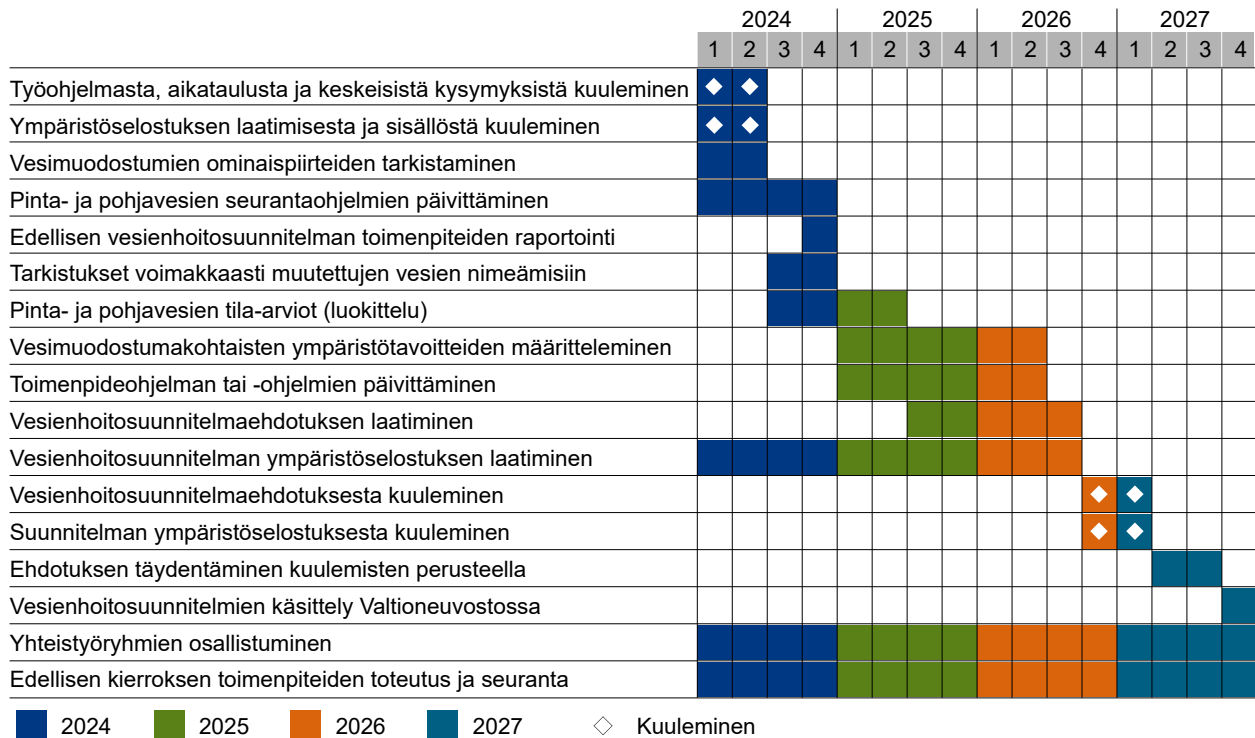 2024 2025 2026 2027
1 2 3 4 1 2 3 4 1 2 3 4 1 2 3 4
Työohjelmasta, aikataulusta ja keskeisistä kysymyksistä kuuleminen
Ympäristöselostuksen laatimisesta ja sisällöstä kuuleminen
Vesimuodostumien ominaispiirteiden tarkistaminen
Pinta- ja pohjavesien seurantaohjelmien päivittäminen
Edellisen vesienhoitosuunnitelman toimenpiteiden raportointi
Tarkistukset voimakkaasti muutettujen vesien nimeämisiin
Pinta- ja pohjavesien tila-arviot (luokittelu)
Vesimuodostumakohtaisten ympäristötavoitteiden määritteleminen
Toimenpideohjelman tai -ohjelmien päivittäminen
Vesienhoitosuunnitelmaehdotuksen laatiminen
Vesienhoitosuunnitelman ympäristöselostuksen laatiminen
Vesienhoitosuunnitelmaehdotuksesta kuuleminen
Suunnitelman ympäristöselostuksesta kuuleminen
Ehdotuksen täydentäminen kuulemisten perusteella
Vesienhoitosuunnitelmien käsittely Valtioneuvostossa
Yhteistyöryhmien osallistuminen
Edellisen kierroksen toimenpiteiden toteutus ja seuranta
2024 2025 2026 2027 Kuuleminen